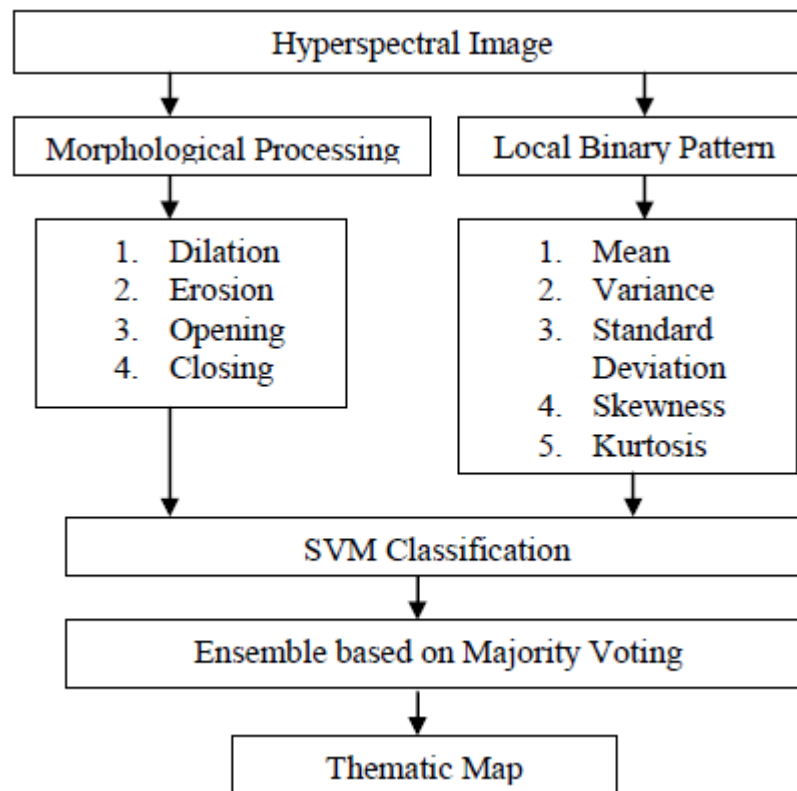 Hyperspectral Image
Morphological Processing
Local Binary Pattern
1. Dilation
2. Erosion
3. Opening
4. Closing
1. Mean
2. Variance
3. Standard
Deviation
4. Skewness
5. Kurtosis
SVM Classification
Ensemble based on Majority Voting
Thematic Map